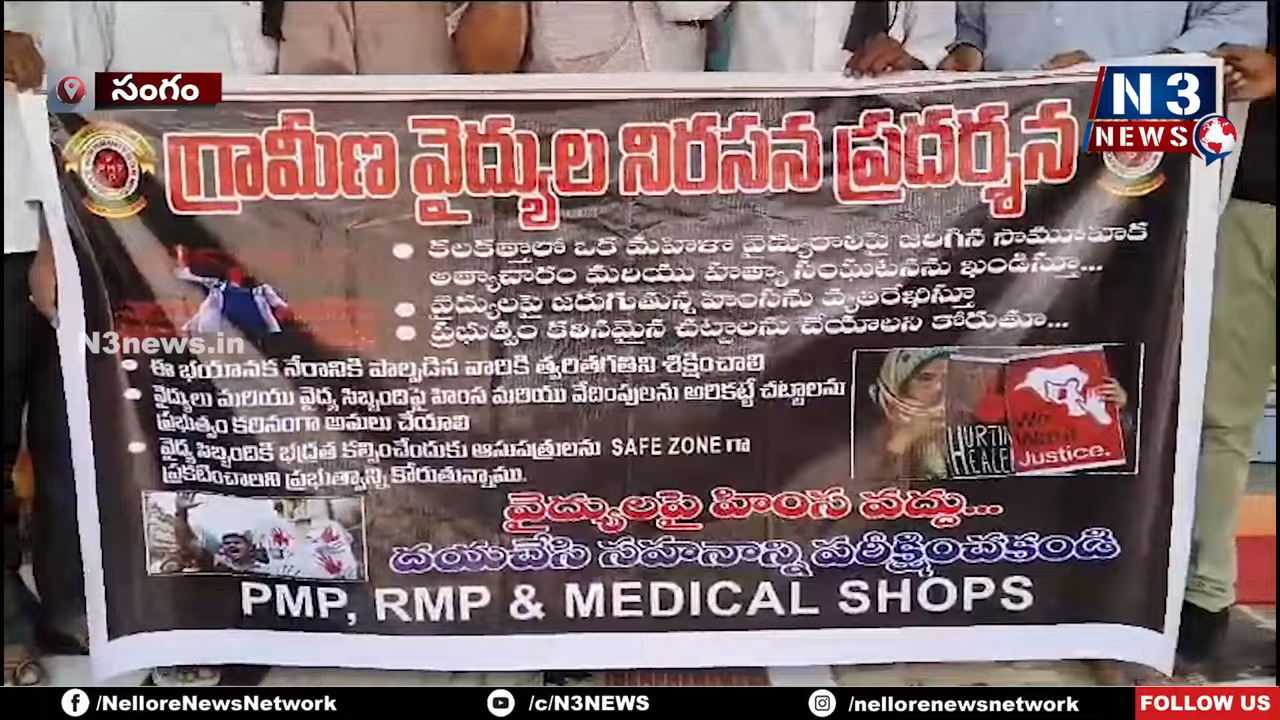 సంగం
N3
NEWS
గ్రామీణ వైద్యుల నిరసన ప్రదర్శన
కలకత్తాలో ఒక మహిళా వైద్యురాలిపై జరిగిన సామూహిక
అత్యాచారం మరియు హత్యా సంఘటనను ఖండిస్తూ...
వైద్యులపై జరుగుతున్న హింసను వ్యతిరేఖిస్తూ
ప్రభుత్వం కఠినమైన చట్టాలను చేయాలని కోరుతూ...
N3news.in
ఈ భయానక నేరానికి పాల్పడిన వారికి త్వరితగతిని శిక్షించాలి
వైద్యులు మరియు వైద్య సిబ్బందిపై హింస మరియు వేదింపులను అరికట్టే చట్టాలను
ప్రభుత్వం కఠినంగా అమలు చేయాలి
వైద్య సిబ్బందికి భద్రత కల్పించేందుకు ఆసుపత్రులను SAFE ZONE గా
ప్రకటించాలని ప్రభుత్వాన్ని కోరుతున్నాము.
We
Want
Justice.
వైద్యులపై హింస వద్దు...
దయచేసి సహనాన్ని పరీక్షించకండి
PMP, RMP & MEDICAL SHOPS
/NelloreNewsNetwork
/c/N3NEWS
/nellorenewsnetwork
FOLLOW US